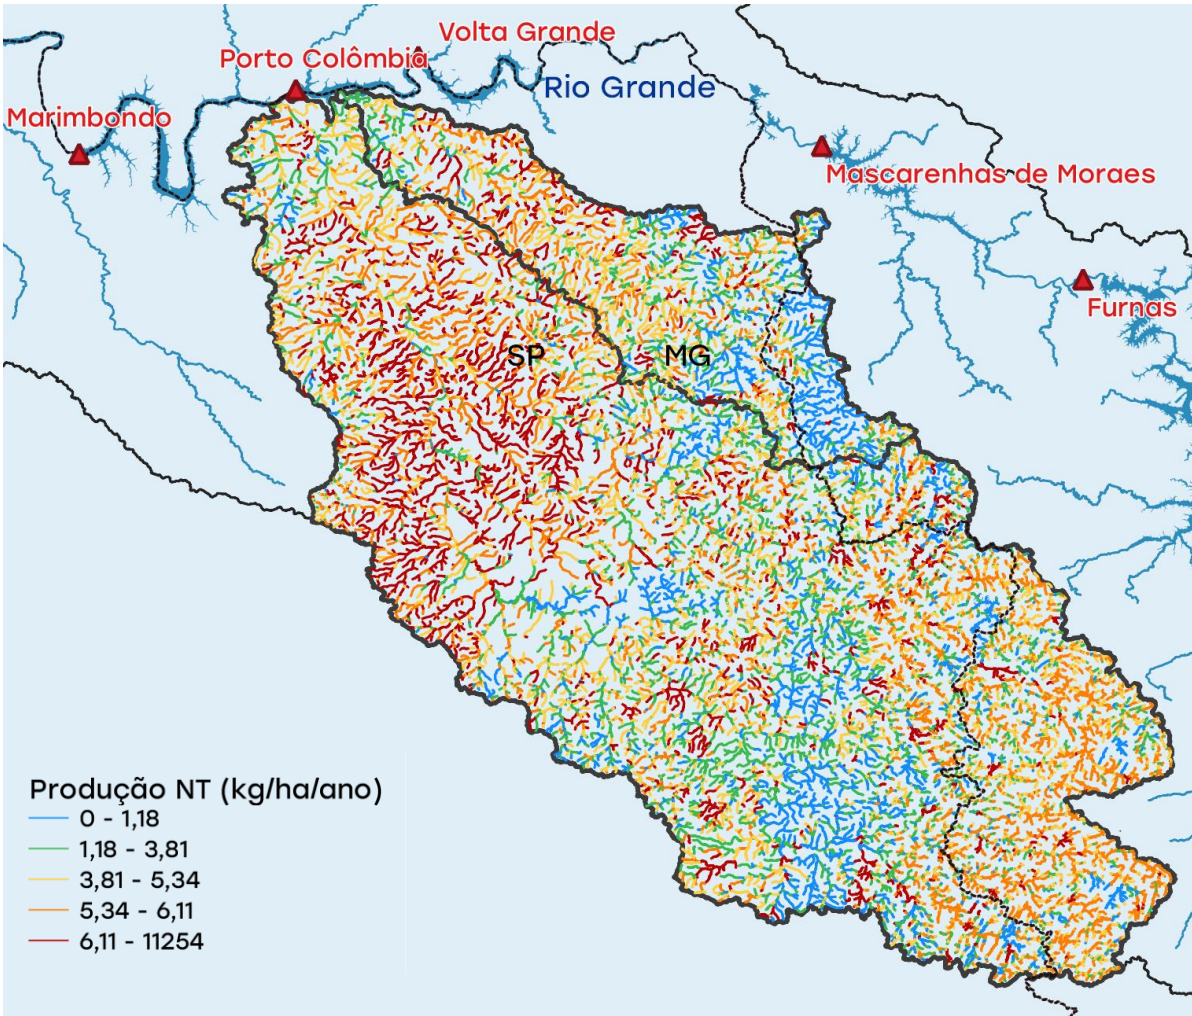 Volta Grande
Porto Colômbia
Rio Grande
Marimbondo
Mascarenhas de Moraes
Furnas
SP
MG
Produção NT (kg/ha/ano)
0 - 1,18
1,18 - 3,81
3,81 - 5,34
5,34 - 6,11
6,11 - 11254